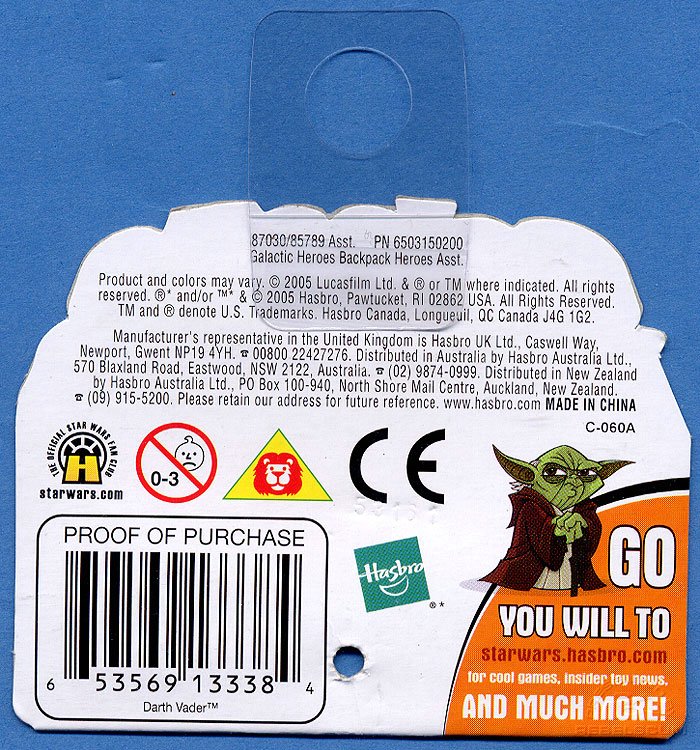 87030/85789 Asst. PN 6503150200
Galactic Heroes Backpack Heroes Asst.
Product and colors may vary. © 2005 Lucasfilm Ltd. & ® or TM where indicated. All rights
reserved. ®* and/or ™* & © 2005 Hasbro, Pawtucket, RI 02862 USA. All Rights Reserved.
TM and ® denote U.S. Trademarks. Hasbro Canada, Longueuil, QC Canada J4G 1G2.
Manufacturer's representative in the United Kingdom is Hasbro UK Ltd., Caswell Way,
Newport, Gwent NP19 4YH. ☎ 00800 22427276. Distributed in Australia by Hasbro Australia Ltd.,
570 Blaxland Road, Eastwood, NSW 2122, Australia. ☎ (02) 9874-0999. Distributed in New Zealand
by Hasbro Australia Ltd., PO Box 100-940, North Shore Mail Centre, Auckland, New Zealand.
☎ (09) 915-5200. Please retain our address for future reference. www.hasbro.com MADE IN CHINA
C-060A
THE OFFICIAL STAR WARS FAN CLUB
H
starwars.com
0-3
CE
PROOF OF PURCHASE
6 53569 13338 4
Darth Vader™
Hasbro
®*
GO
YOU WILL TO
starwars.hasbro.com
for cool games, insider toy news,
AND MUCH MORE!